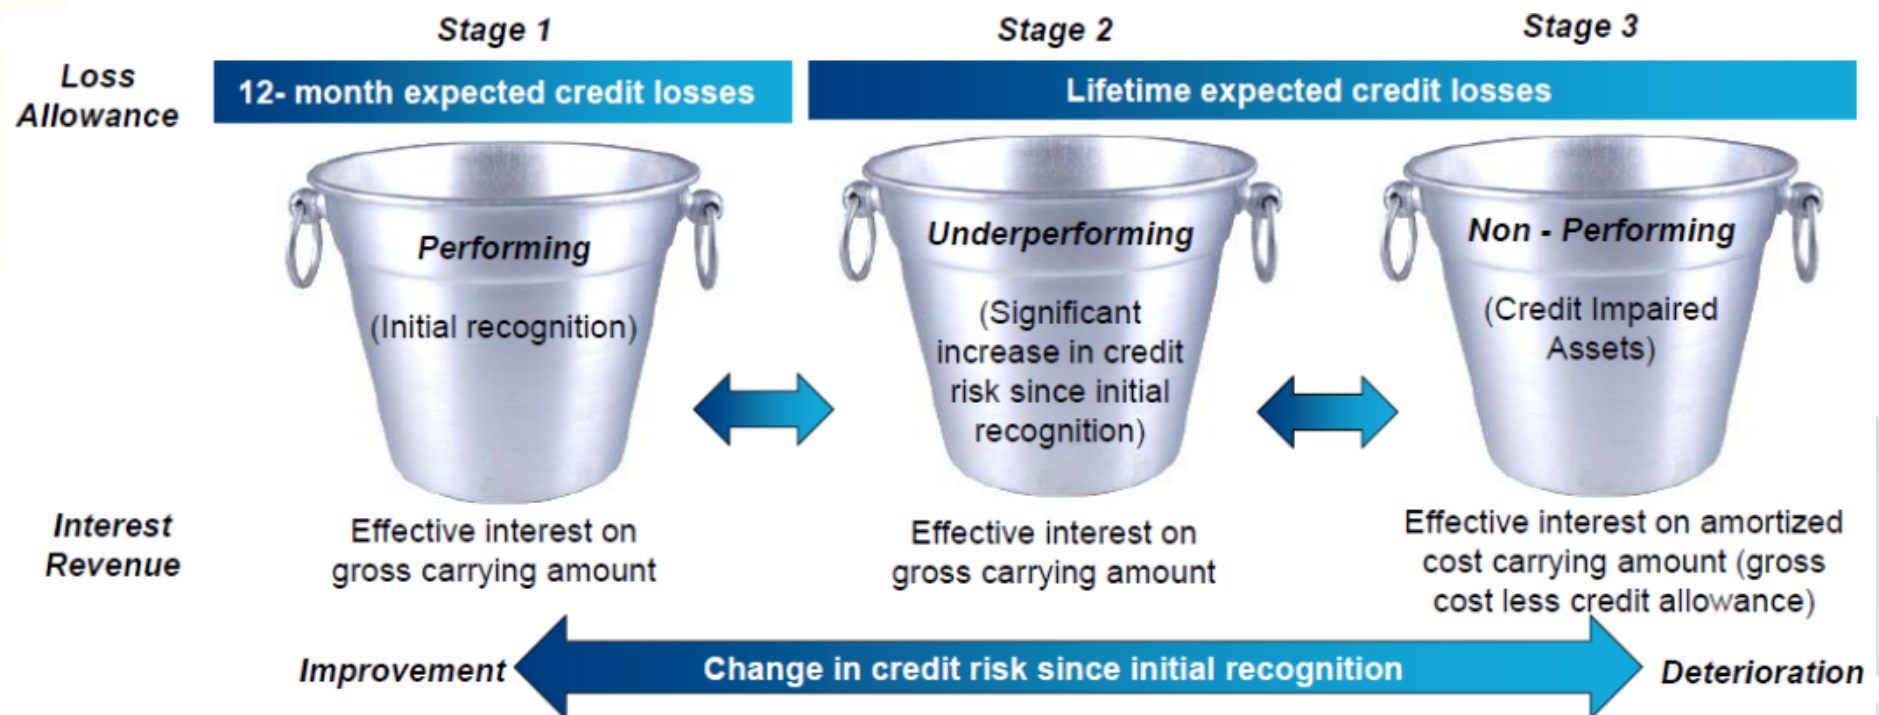 Stage 1
Stage 2
Stage 3
Loss
Allowance
12- month expected credit losses
Lifetime expected credit losses
Performing
(Initial recognition)
Underperforming
(Significant
increase in credit
risk since initial
recognition)
Non - Performing
(Credit Impaired
Assets)
Interest
Revenue
Effective interest on
gross carrying amount
Effective interest on
gross carrying amount
Effective interest on amortized
cost carrying amount (gross
cost less credit allowance)
Improvement
Change in credit risk since initial recognition
Deterioration